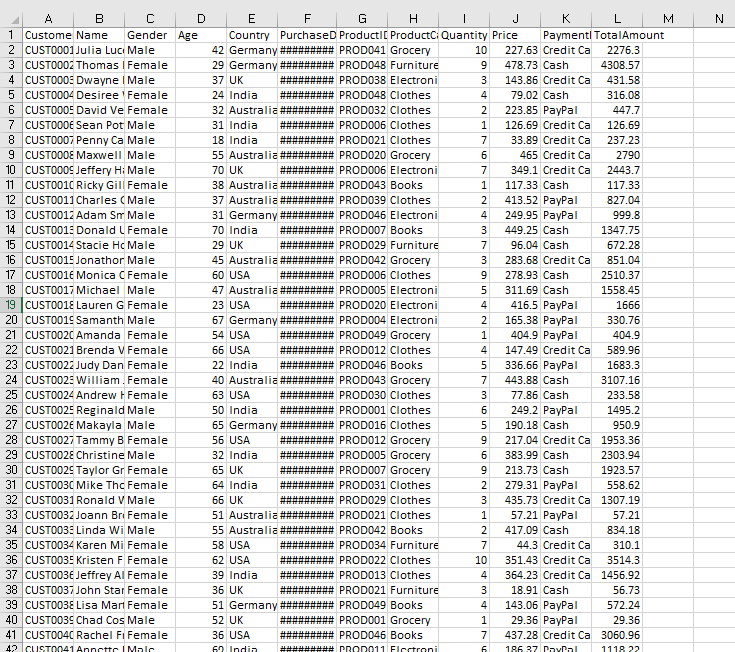 A B C D E F G H I J K L M N
1 Custome Name Gender Age Country PurchaseD ProductID ProductCa Quantity Price Payment TotalAmount
2 CUST0001 Julia Luc Male 42 Germany ######### PROD041 Grocery 10 227.63 Credit Ca 2276.3
3 CUST0002 Thomas Female 29 Germany ######### PROD048 Furniture 9 478.73 Cash 4308.57
4 CUST0003 Dwayne Male 37 UK ######### PROD038 Electroni 3 143.86 Credit Ca 431.58
5 CUST0004 Desiree Male 24 India ######### PROD048 Clothes 4 79.02 Cash 316.08
6 CUST0005 David Ve Female 32 Australia ######### PROD032 Clothes 2 223.85 PayPal 447.7
7 CUST0006 Sean Pot Male 31 India ######### PROD006 Clothes 1 126.69 Credit Ca 126.69
8 CUST0007 Penny Ca Male 18 India ######### PROD021 Clothes 7 33.89 Credit Ca 237.23
9 CUST0008 Maxwell Male 55 Australia ######### PROD020 Grocery 6 465 Credit Ca 2790
10 CUST0009 Jeffery H Male 70 UK ######### PROD006 Electroni 7 349.1 Credit Ca 2443.7
11 CUST0010 Ricky Gil Female 38 Australia ######### PROD043 Books 1 117.33 Cash 117.33
12 CUST0011 Charles Male 37 Australia ######### PROD039 Clothes 2 413.52 PayPal 827.04
13 CUST0012 Adam Sm Male 31 Germany ######### PROD046 Electroni 4 249.95 PayPal 999.8
14 CUST0013 Donald Female 70 India ######### PROD007 Books 3 449.25 Cash 1347.75
15 CUST0014 Stacie Ho Male 29 UK ######### PROD029 Furniture 7 96.04 Cash 672.28
16 CUST0015 Jonathon Male 45 Australia ######### PROD042 Grocery 3 283.68 Credit Ca 851.04
17 CUST0016 Monica Female 60 USA ######### PROD006 Clothes 9 278.93 Cash 2510.37
18 CUST0017 Michael Male 47 Australia ######### PROD005 Electroni 5 311.69 Cash 1558.45
19 CUST0018 Lauren G Female 23 USA ######### PROD020 Electroni 4 416.5 PayPal 1666
20 CUST0019 Samanth Male 67 Germany ######### PROD004 Electroni 2 165.38 PayPal 330.76
21 CUST0020 Amanda Female 54 USA ######### PROD049 Grocery 1 404.9 PayPal 404.9
22 CUST0021 Brenda Female 66 USA ######### PROD012 Clothes 4 147.49 Credit Ca 589.96
23 CUST0022 Judy Dan Female 22 India ######### PROD046 Books 5 336.66 PayPal 1683.3
24 CUST0023 William Female 40 Australia ######### PROD043 Grocery 7 443.88 Cash 3107.16
25 CUST0024 Andrew Female 63 USA ######### PROD030 Clothes 3 77.86 Cash 233.58
26 CUST0025 Reginald Male 50 India ######### PROD001 Clothes 6 249.2 PayPal 1495.2
27 CUST0026 Makayla Male 65 Germany ######### PROD016 Clothes 5 190.18 Cash 950.9
28 CUST0027 Tammy B Female 56 USA ######### PROD012 Grocery 9 217.04 Credit Ca 1953.36
29 CUST0028 Christine Male 32 India ######### PROD005 Grocery 6 383.99 Cash 2303.94
30 CUST0029 Taylor Gr Female 65 UK ######### PROD007 Grocery 9 213.73 Cash 1923.57
31 CUST0030 Mike Tho Female 64 India ######### PROD031 Clothes 2 279.31 PayPal 558.62
32 CUST0031 Ronald Male 66 UK ######### PROD029 Clothes 3 435.73 Credit Ca 1307.19
33 CUST0032 Joann Br Female 51 Australia ######### PROD021 Clothes 1 57.21 PayPal 57.21
34 CUST0033 Linda Wi Male 55 Australia ######### PROD042 Books 2 417.09 Cash 834.18
35 CUST0034 Karen Mi Female 58 USA ######### PROD034 Furniture 7 44.3 Credit Ca 310.1
36 CUST0035 Kristen F Female 62 USA ######### PROD022 Clothes 10 351.43 Credit Ca 3514.3
37 CUST0036 Jeffrey Al Female 39 India ######### PROD013 Clothes 4 364.23 Credit Ca 1456.92
38 CUST0037 John Star Female 36 UK ######### PROD021 Furniture 3 18.91 Cash 56.73
39 CUST0038 Lisa Mart Female 51 Germany ######### PROD049 Books 4 143.06 PayPal 572.24
40 CUST0039 Chad Cos Male 52 UK ######### PROD001 Grocery 1 29.36 PayPal 29.36
41 CUST0040 Rachel F Female 36 USA ######### PROD046 Books 7 437.28 Credit Ca 3060.96
42 CUST0041 Annette Male 69 India ######### PROD011 Electroni 6 186.37 PayPal 1118.22